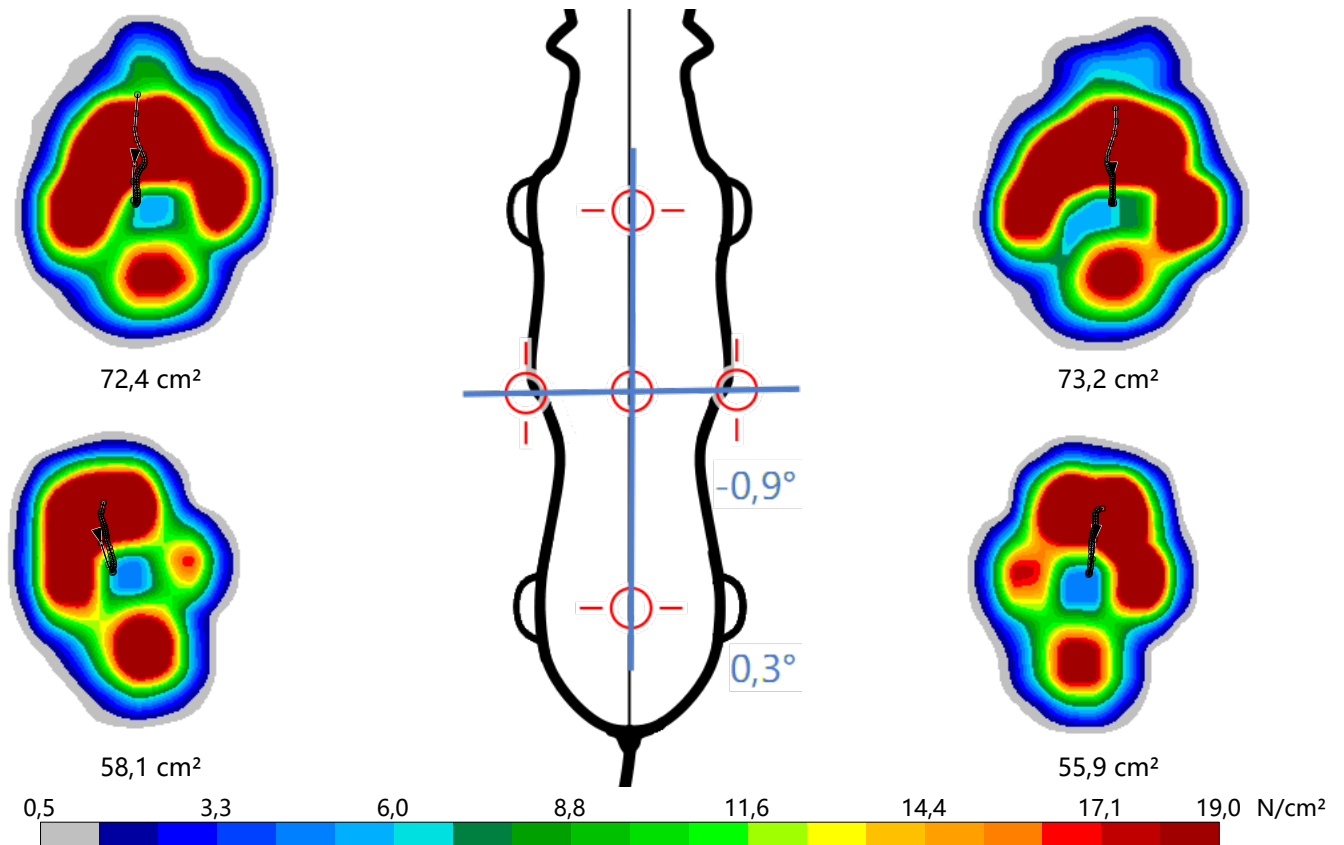 72,4 cm²
73,2 cm²
-0,9°
0,3°
58,1 cm²
55,9 cm²
0,5 3,3 6,0 8,8 11,6 14,4 17,1 19,0 N/cm²